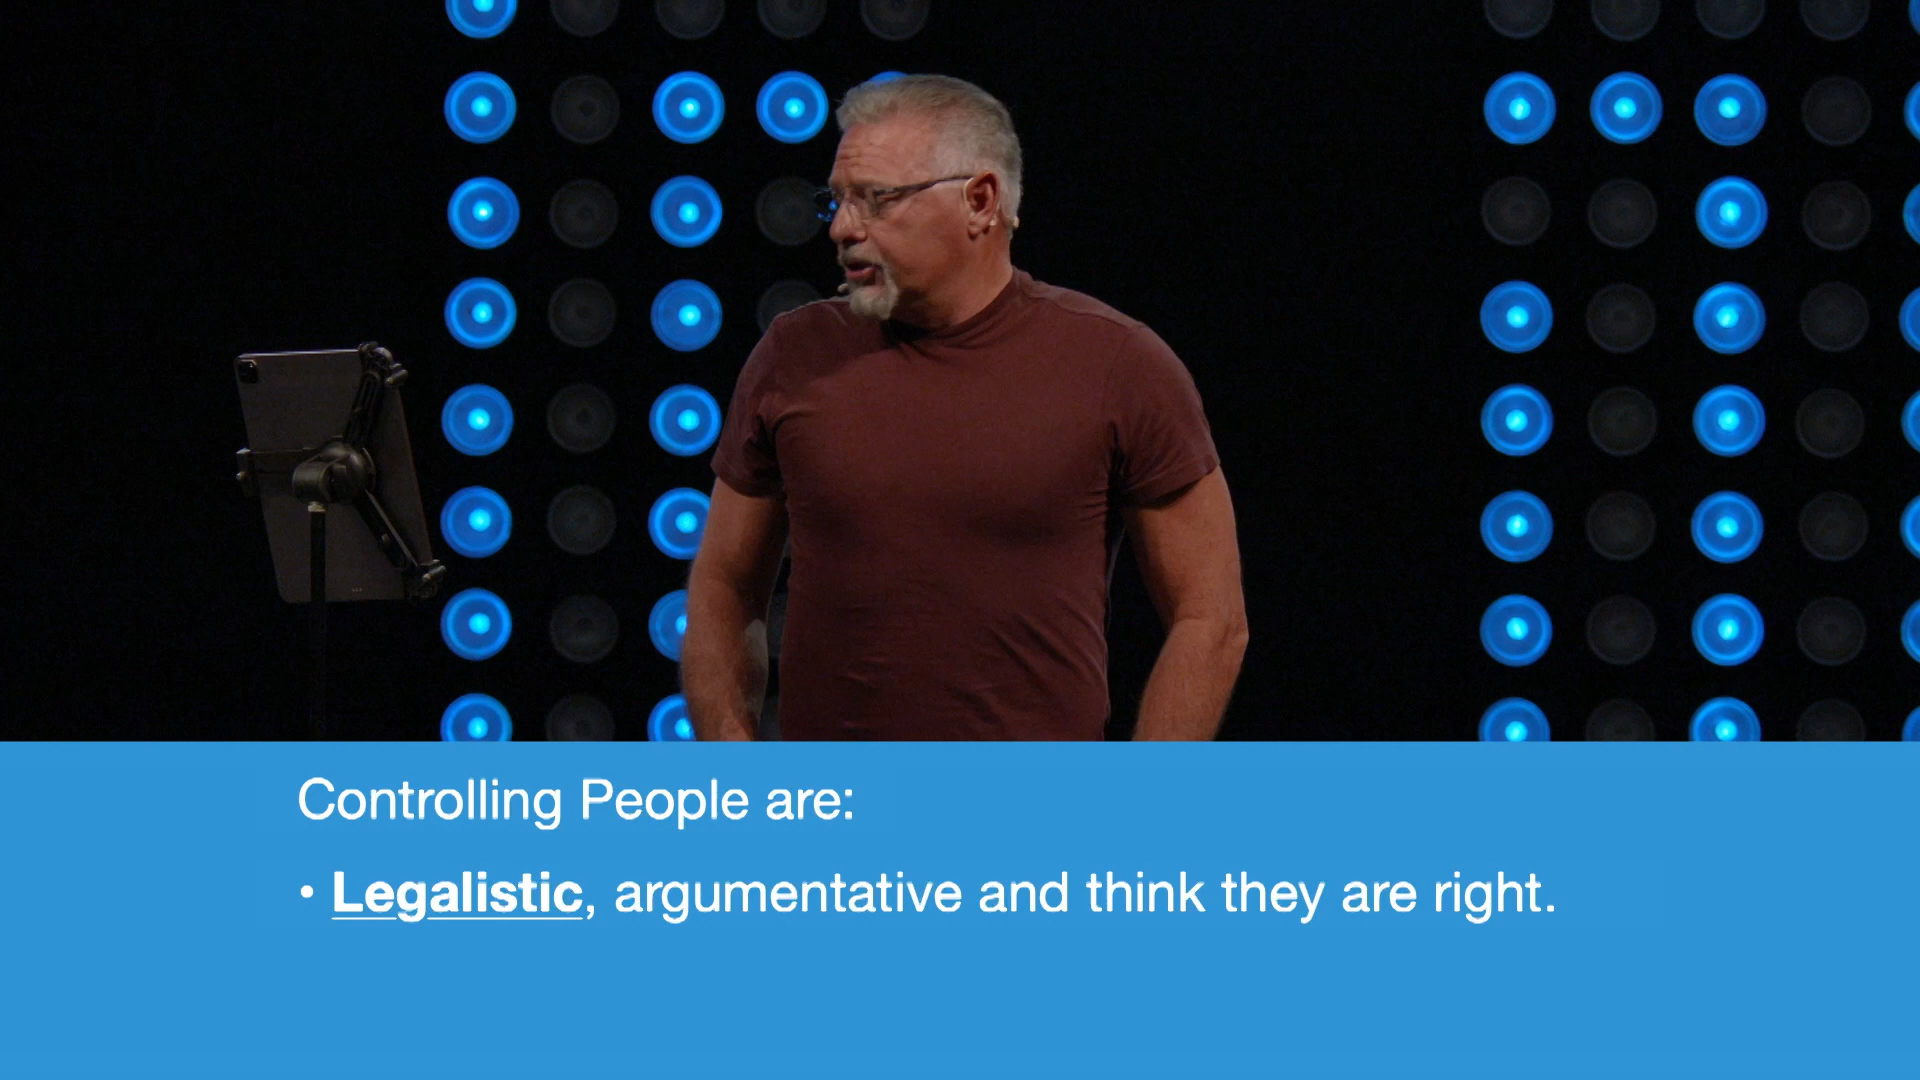 Controlling People are:
• Legalistic, argumentative and think they are right.